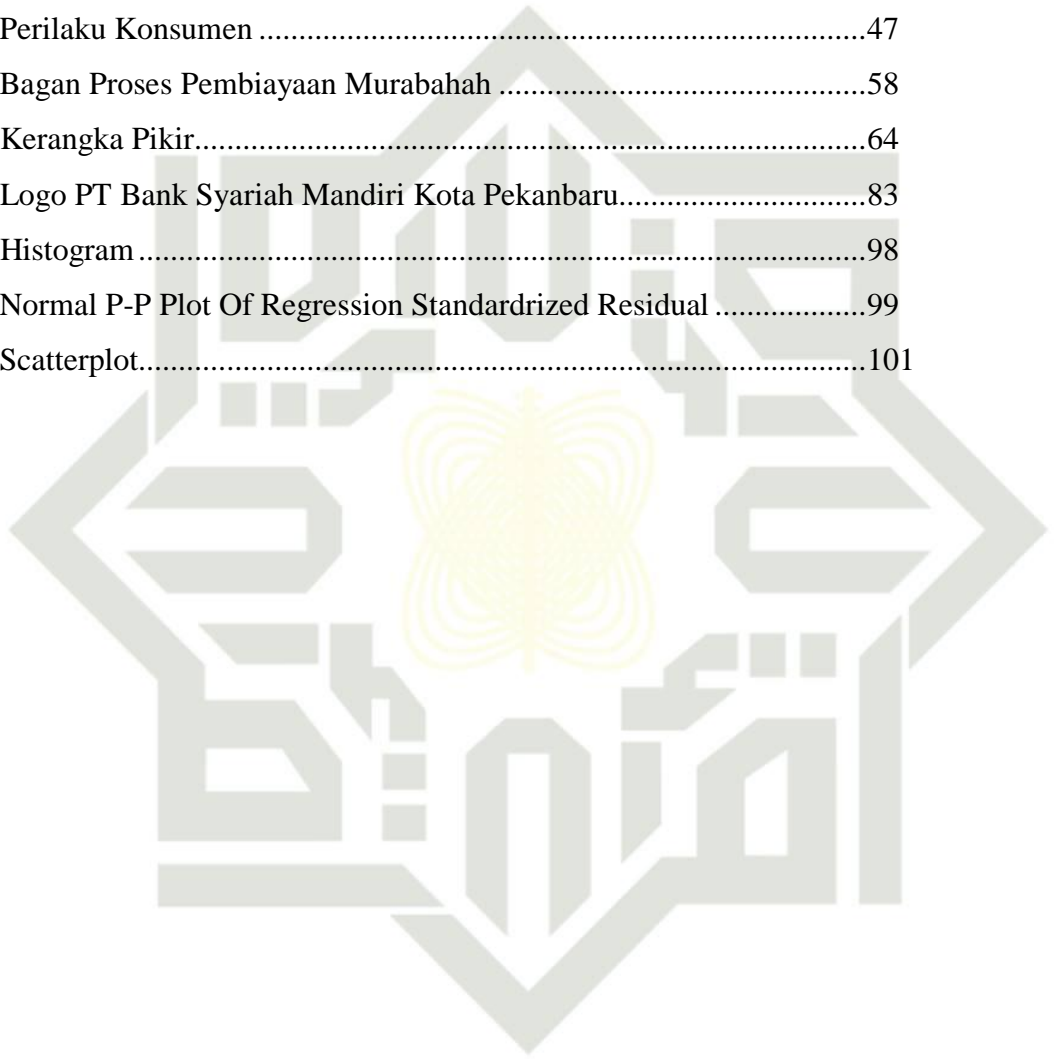 Perilaku Konsumen ............................................................................47
Bagan Proses Pembiayaan Murabahah ..............................................58
Kerangka Pikir....................................................................................64
Logo PT Bank Syariah Mandiri Kota Pekanbaru...............................83
Histogram ...........................................................................................98
Normal P-P Plot Of Regression Standardrized Residual ...................99
Scatterplot...........................................................................................101